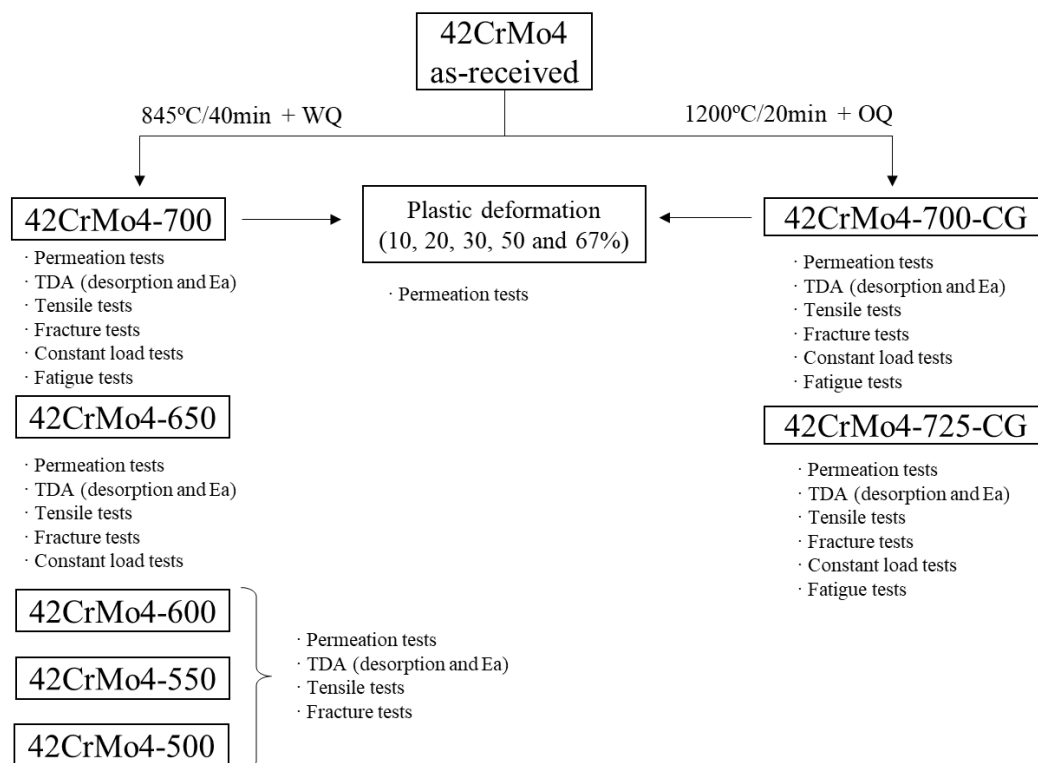 42CrMo4
as-received
845ºC/40min + WQ
1200ºC/20min + OQ
42CrMo4-700
· Permeation tests
· TDA (desorption and Ea)
· Tensile tests
· Fracture tests
· Constant load tests
· Fatigue tests
42CrMo4-650
· Permeation tests
· TDA (desorption and Ea)
· Tensile tests
· Fracture tests
· Constant load tests
42CrMo4-600
42CrMo4-550
42CrMo4-500
· Permeation tests
· TDA (desorption and Ea)
· Tensile tests
· Fracture tests
Plastic deformation
(10, 20, 30, 50 and 67%)
· Permeation tests
42CrMo4-700-CG
· Permeation tests
· TDA (desorption and Ea)
· Tensile tests
· Fracture tests
· Constant load tests
· Fatigue tests
42CrMo4-725-CG
· Permeation tests
· TDA (desorption and Ea)
· Tensile tests
· Fracture tests
· Constant load tests
· Fatigue tests